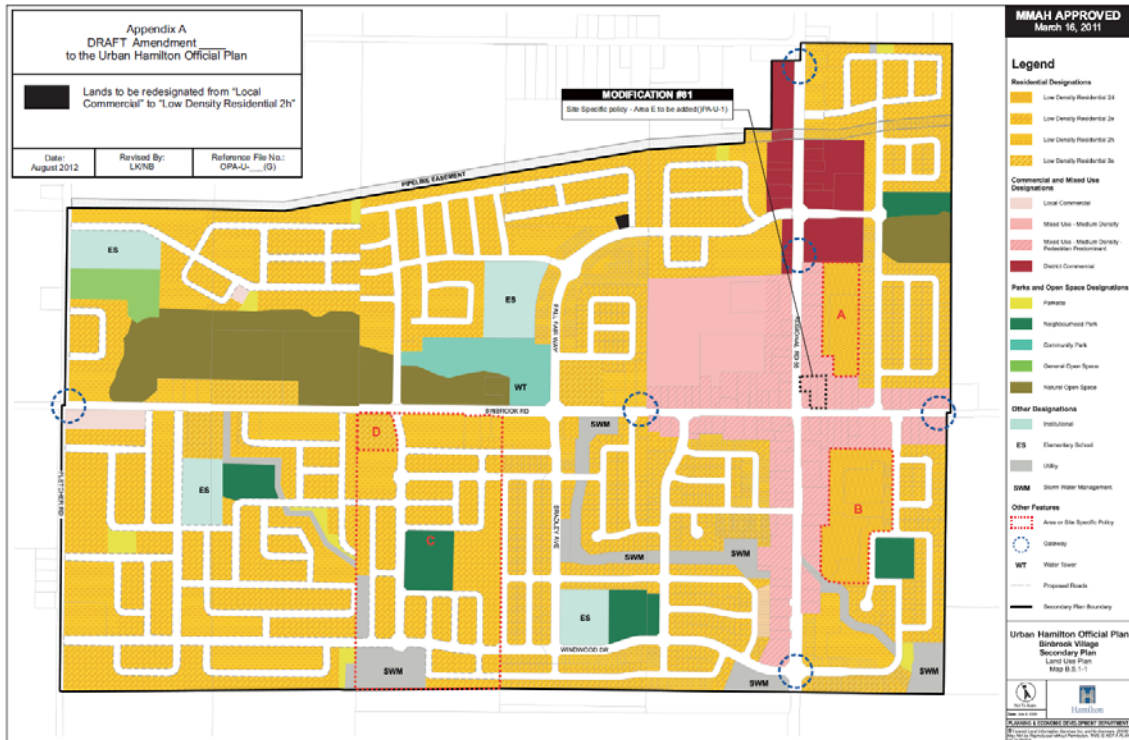 Appendix A
DRAFT Amendment____
to the Urban Hamilton Official Plan
Lands to be redesignated from "Local
Commercial" to "Low Density Residential 2h"
Date:
August 2012
Revised By:
LK/NB
Reference File No.:
OPA-U-___(G)
MODIFICATION #81
Site Specific policy - Area E to be added(OPA-U-1)
PIPELINE EASEMENT
ES
ES
FALL FAIR WAY
WT
REGIONAL RD 56
A
BINBROOK RD
D
SWM
FLETCHER RD
ES
C
BRADLEY AVE
B
SWM
SWM
ES
WINDWOOD DR
SWM
SWM
SWM
MMAH APPROVED
March 16, 2011
Legend
Residential Designations
Low Density Residential 2d
Low Density Residential 2e
Low Density Residential 2h
Low Density Residential 3e
Commercial and Mixed Use
Designations
Local Commercial
Mixed Use - Medium Density
Mixed Use - Medium Density -
Pedestrian Predominant
District Commercial
Parks and Open Space Designations
Parkette
Neighbourhood Park
Community Park
General Open Space
Natural Open Space
Other Designations
Institutional
ES Elementary School
Utility
SWM Storm Water Management
Other Features
Area or Site Specific Policy
Gateway
WT Water Tower
Proposed Roads
Secondary Plan Boundary
Urban Hamilton Official Plan
Binbrook Village
Secondary Plan
Land Use Plan
Map B.5.1-1
Not To Scale
Hamilton
PLANNING & ECONOMIC DEVELOPMENT DEPARTMENT